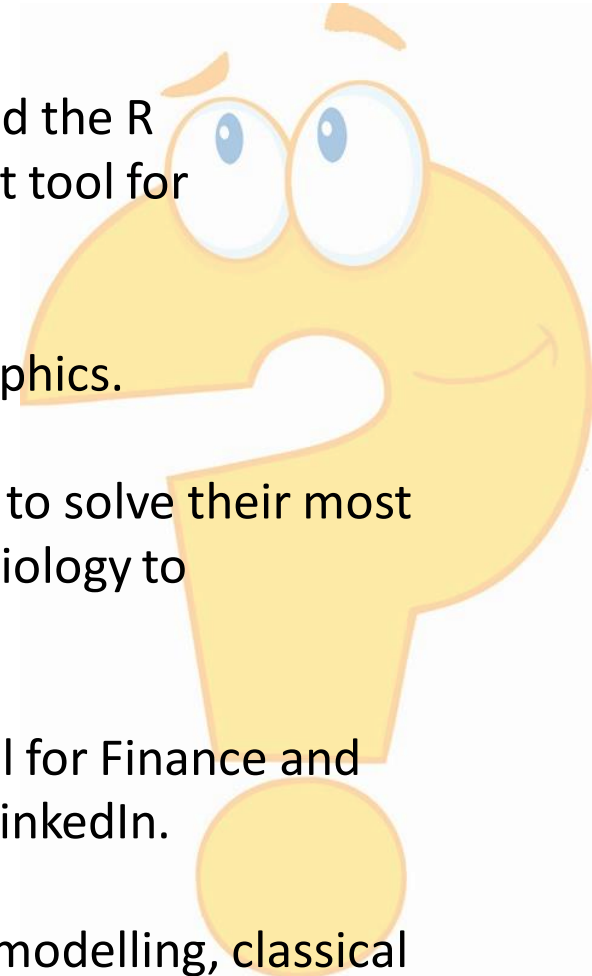 d the R
t tool for
phics.
to solve their most
iology to
l for Finance and
inkedIn.
modelling, classical